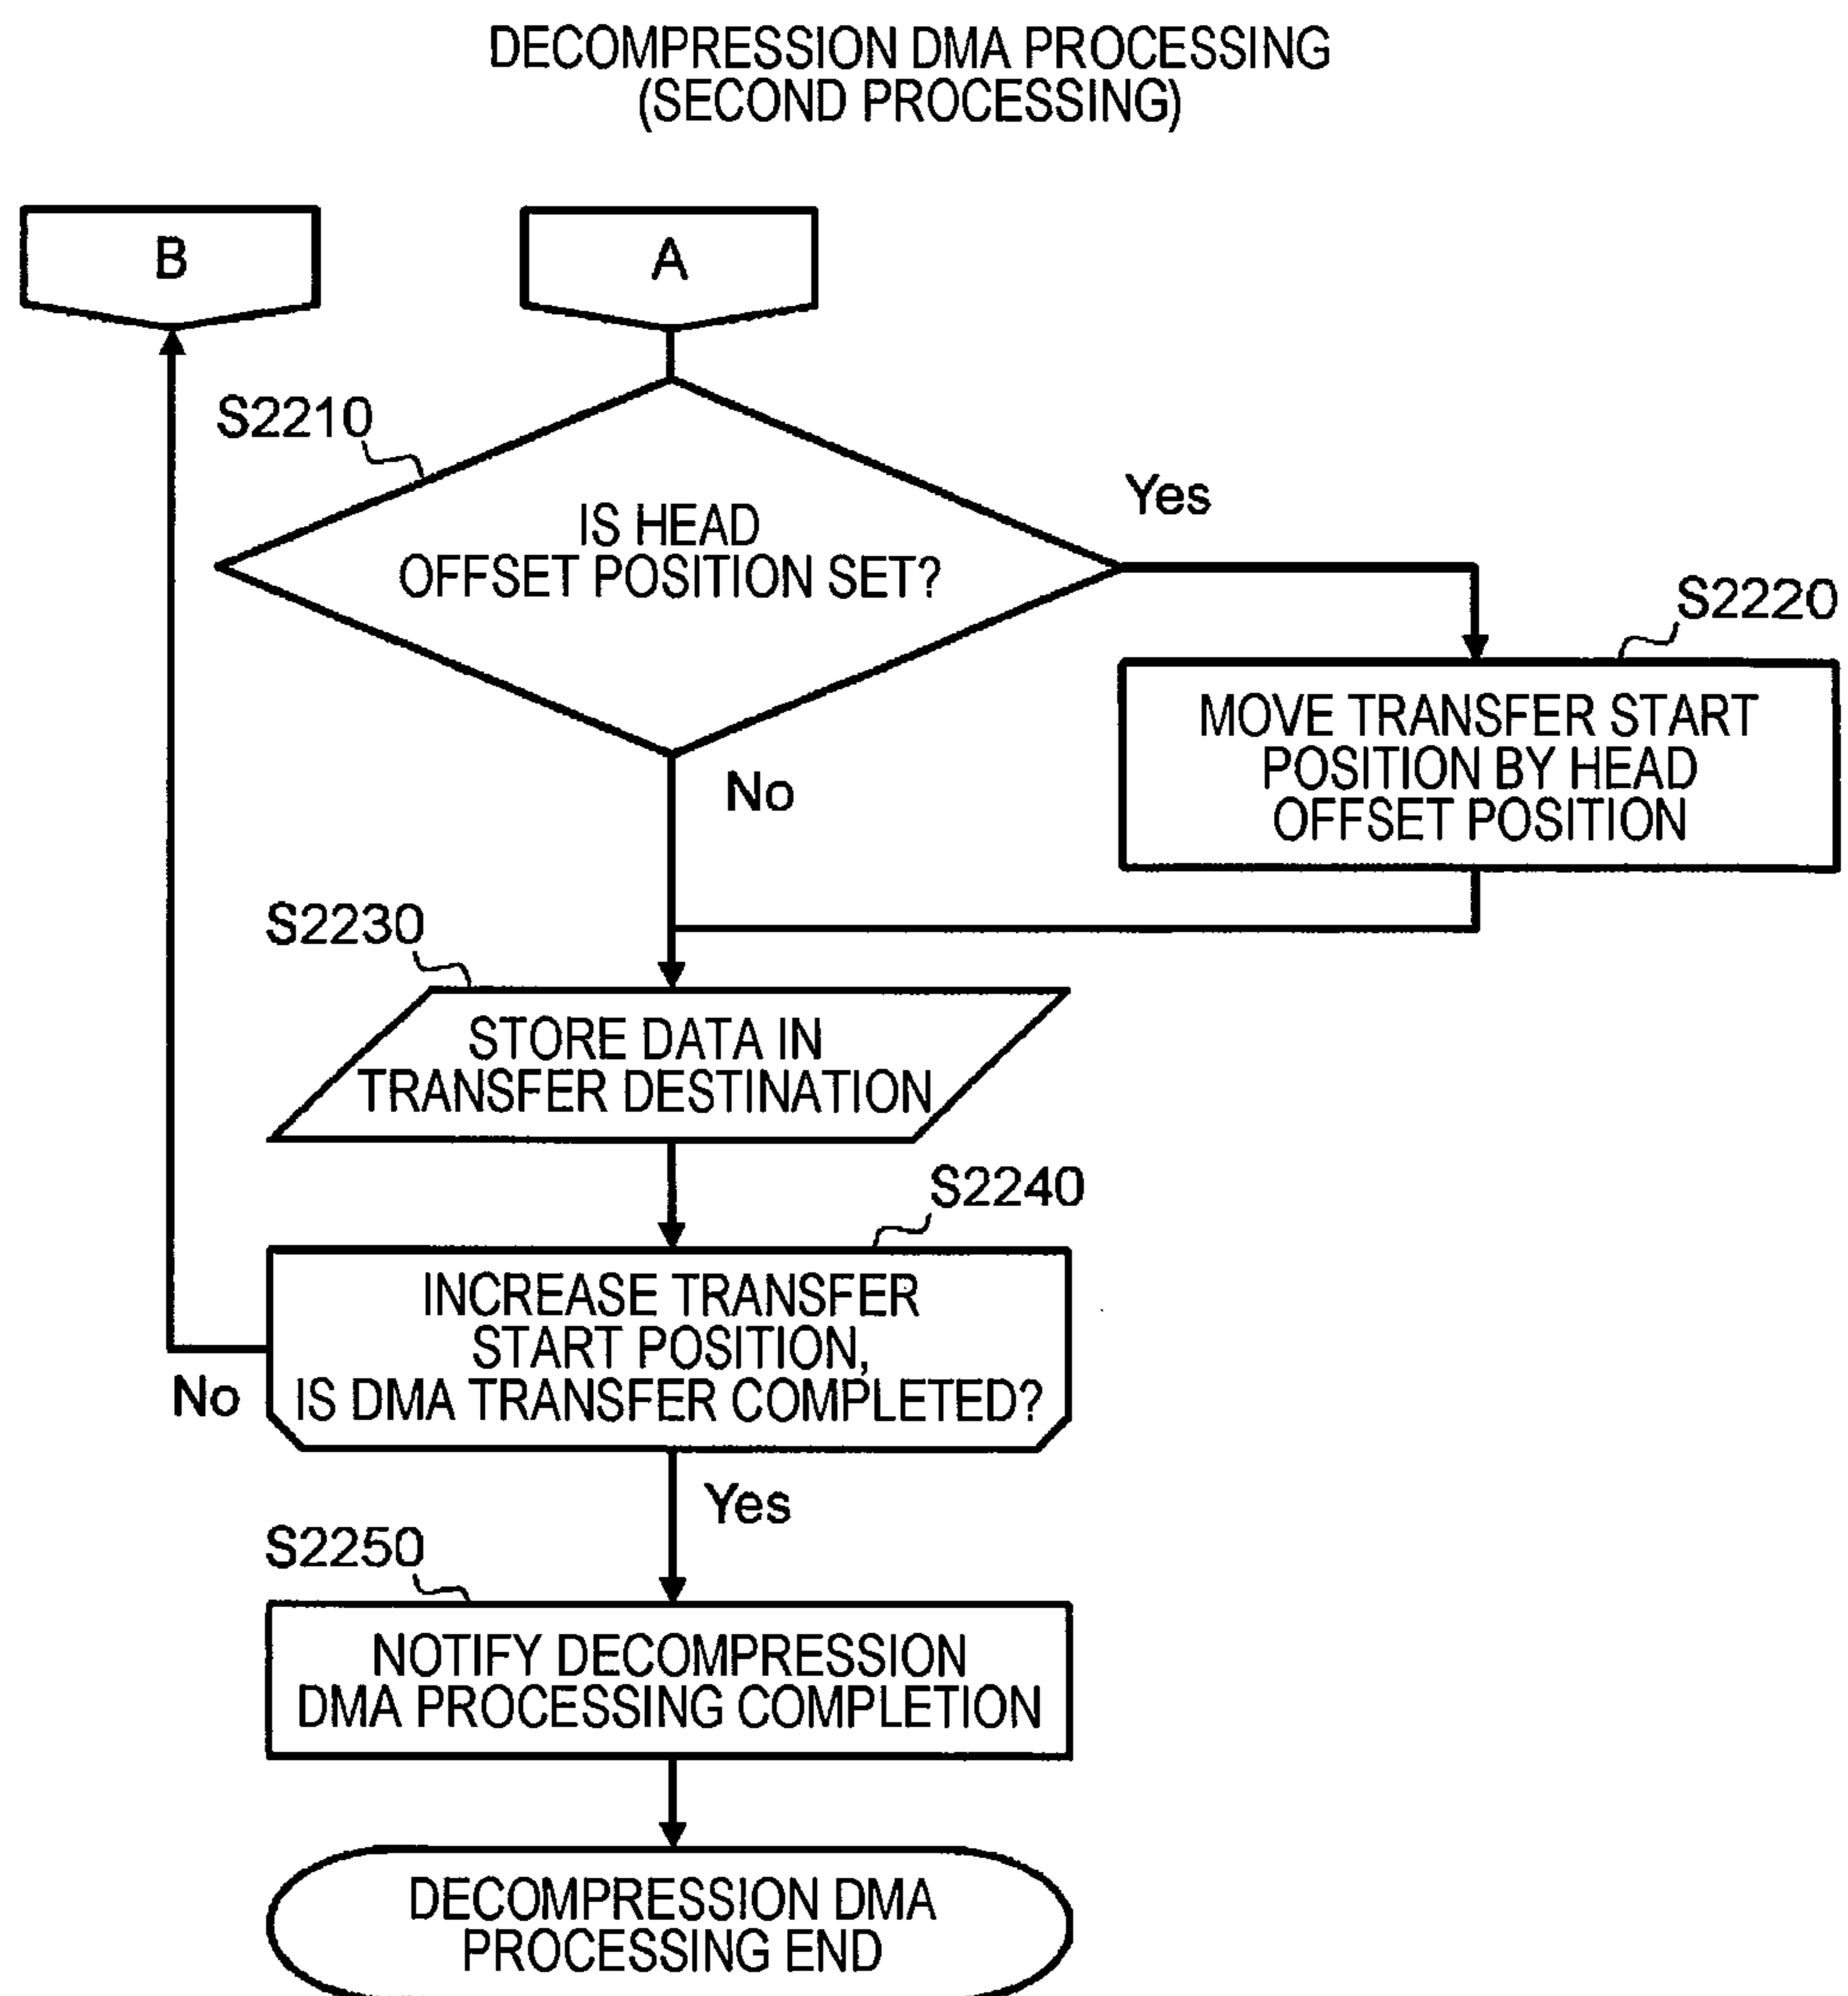 DECOMPRESSION DMA PROCESSING
(SECOND PROCESSING)
B
A
S2210
IS HEAD
OFFSET POSITION SET?
Yes
S2220
MOVE TRANSFER START
POSITION BY HEAD
OFFSET POSITION
No
S2230
STORE DATA IN
TRANSFER DESTINATION
S2240
INCREASE TRANSFER
START POSITION,
IS DMA TRANSFER COMPLETED?
No
Yes
S2250
NOTIFY DECOMPRESSION
DMA PROCESSING COMPLETION
DECOMPRESSION DMA
PROCESSING END